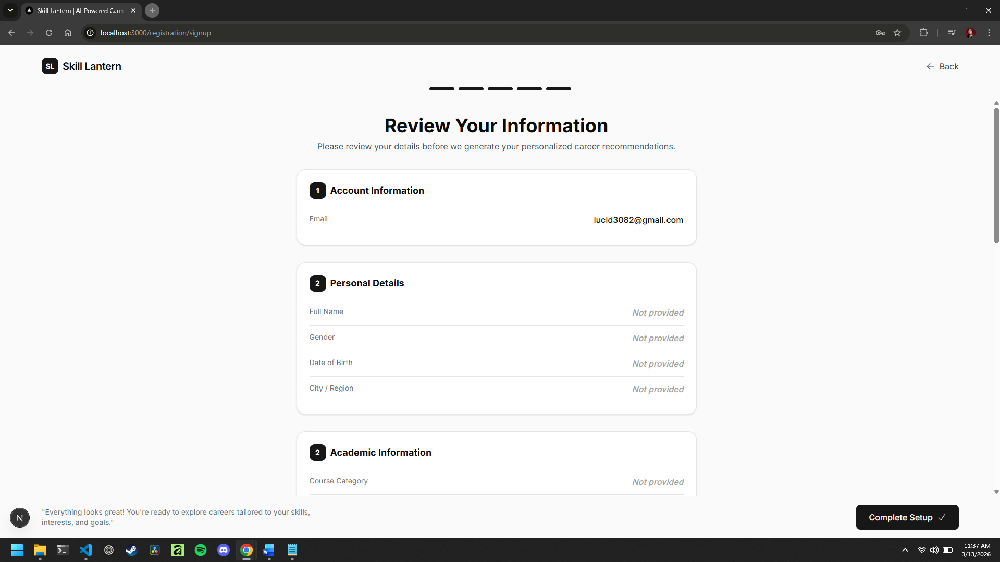 Skill Lantern | AI-Powered Caree
localhost:3000/registration/signup
SL Skill Lantern
Back
Review Your Information
Please review your details before we generate your personalized career recommendations.
1 Account Information
Email lucid3082@gmail.com
2 Personal Details
Full Name Not provided
Gender Not provided
Date of Birth Not provided
City / Region Not provided
2 Academic Information
Course Category Not provided
N
"Everything looks great! You're ready to explore careers tailored to your skills,
interests, and goals."
Complete Setup
11:37 AM
3/13/2026